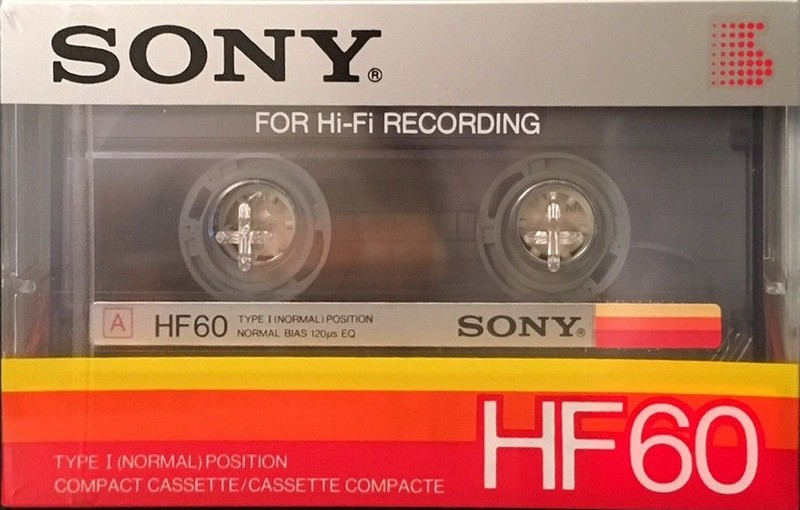 SONY®
FOR Hi-Fi RECORDING
A HF60 TYPE I (NORMAL) POSITION
NORMAL BIAS 120μs EQ
SONY®
HF60
TYPE I (NORMAL) POSITION
COMPACT CASSETTE/CASSETTE COMPACTE